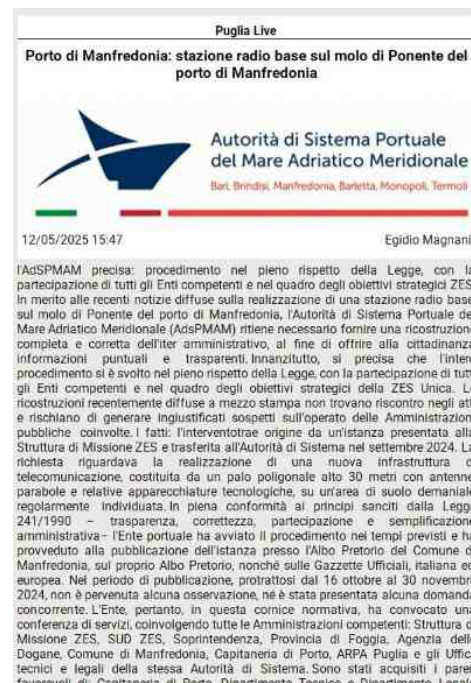 Puglia Live
Porto di Manfredonia: stazione radio base sul molo di Ponente del
porto di Manfredonia
Autorità di Sistema Portuale
del Mare Adriatico Meridionale
Bari, Brindisi, Manfredonia, Barletta, Monopoli, Termoli
12/05/2025 15:47 Egidio Magnani
l'AdSPMAM precisa: procedimento nel pieno rispetto della Legge, con la
partecipazione di tutti gli Enti competenti e nel quadro degli obiettivi strategici ZES
In merito alle recenti notizie diffuse sulla realizzazione di una stazione radio base
sul molo di Ponente del porto di Manfredonia, l'Autorità di Sistema Portuale de
Mare Adriatico Meridionale (AdsPMAM) ritiene necessario fornire una ricostruzione
completa e corretta dell'iter amministrativo, al fine di offrire alla cittadinanza
informazioni puntuali e trasparenti. Innanzitutto, si precisa che l'inter
procedimento si è svolto nel pieno rispetto della Legge, con la partecipazione di tutt
gli Enti competenti e nel quadro degli obiettivi strategici della ZES Unica. L
ricostruzioni recentemente diffuse a mezzo stampa non trovano riscontro negli att
e rischiano di generare ingiustificati sospetti sull'operato delle Amministrazion
pubbliche coinvolte. I fatti: l'interventotrae origine da un'istanza presentata alla
Struttura di Missione ZES e trasferita all'Autorità di Sistema nel settembre 2024. La
richiesta riguardava la realizzazione di una nuova infrastruttura d
telecomunicazione, costituita da un palo poligonale alto 30 metri con antenne
parabole e relative apparecchiature tecnologiche, su un'area di suolo demaniale
regolarmente individuata. In piena conformità ai principi sanciti dalla Legge
241/1990 – trasparenza, correttezza, partecipazione e semplificazione
amministrativa– l'Ente portuale ha avviato il procedimento nei tempi previsti e ha
provveduto alla pubblicazione dell'istanza presso l'Albo Pretorio del Comune d
Manfredonia, sul proprio Albo Pretorio, nonché sulle Gazzette Ufficiali, italiana ed
europea. Nel periodo di pubblicazione, protrattosi dal 16 ottobre al 30 novembre
2024, non è pervenuta alcuna osservazione, né è stata presentata alcuna domanda
concorrente. L'Ente, pertanto, in questa cornice normativa, ha convocato una
conferenza di servizi, coinvolgendo tutte le Amministrazioni competenti: Struttura d
Missione ZES, SUD ZES, Soprintendenza, Provincia di Foggia, Agenzia delle
Dogane, Comune di Manfredonia, Capitaneria di Porto, ARPA Puglia e gli Uffic
tecnici e legali della stessa Autorità di Sistema. Sono stati acquisiti i parer
favorevoli di: Capitaneria di Porto, Dipartimento Tecnico e Dipartimento